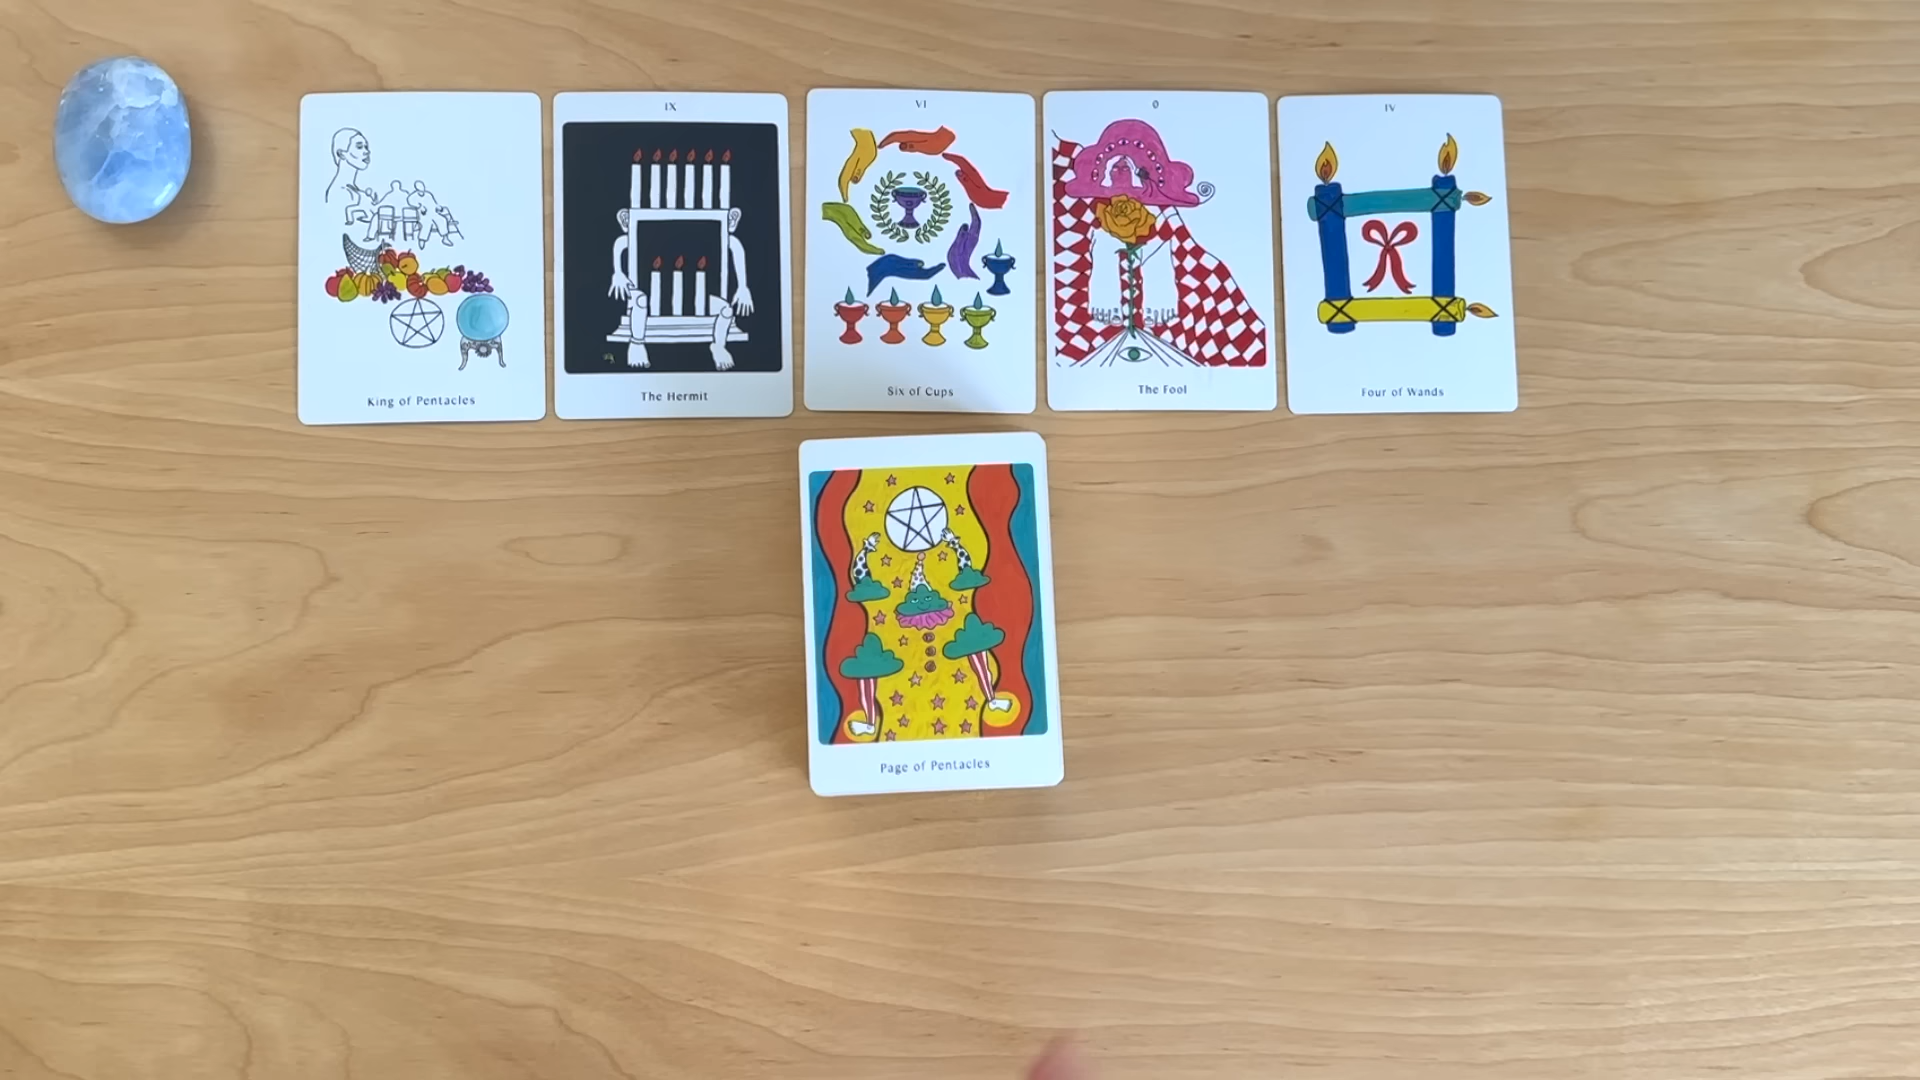 King of Pentacles
IX
The Hermit
VI
Six of Cups
0
The Fool
IV
Four of Wands
Page of Pentacles